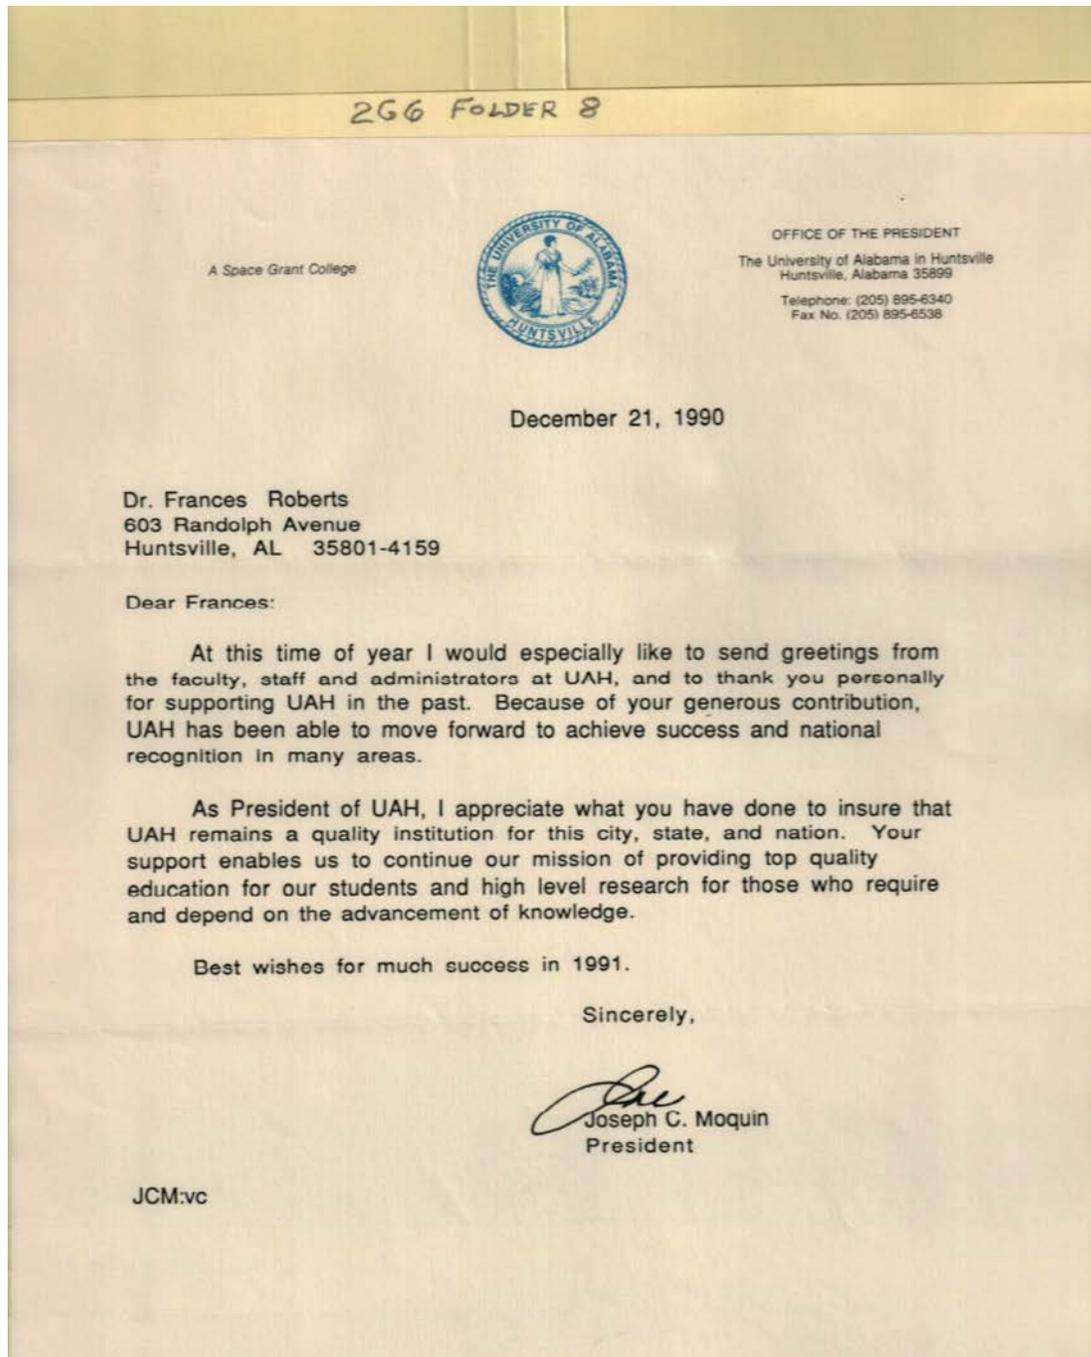 2G6 FOLDER 8
A Space Grant College
THE UNIVERSITY OF ALABAMA
HUNTSVILLE
OFFICE OF THE PRESIDENT
The University of Alabama in Huntsville
Huntsville, Alabama 35899
Telephone: (205) 895-6340
Fax No. (205) 895-6538
December 21, 1990
Dr. Frances Roberts
603 Randolph Avenue
Huntsville, AL 35801-4159
Dear Frances:
At this time of year I would especially like to send greetings from
the faculty, staff and administrators at UAH, and to thank you personally
for supporting UAH in the past. Because of your generous contribution,
UAH has been able to move forward to achieve success and national
recognition in many areas.
As President of UAH, I appreciate what you have done to insure that
UAH remains a quality institution for this city, state, and nation. Your
support enables us to continue our mission of providing top quality
education for our students and high level research for those who require
and depend on the advancement of knowledge.
Best wishes for much success in 1991.
Sincerely,
Joe
Joseph C. Moquin
President
JCM:vc